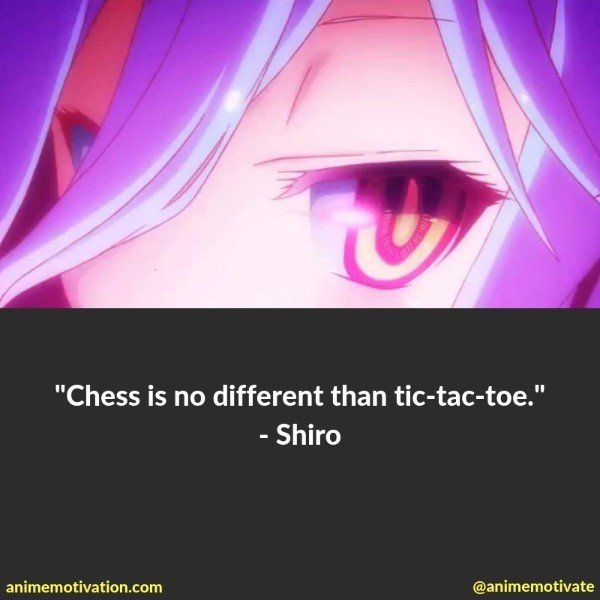 "Chess is no different than tic-tac-toe."
- Shiro
animemotivation.com
@animemotivate